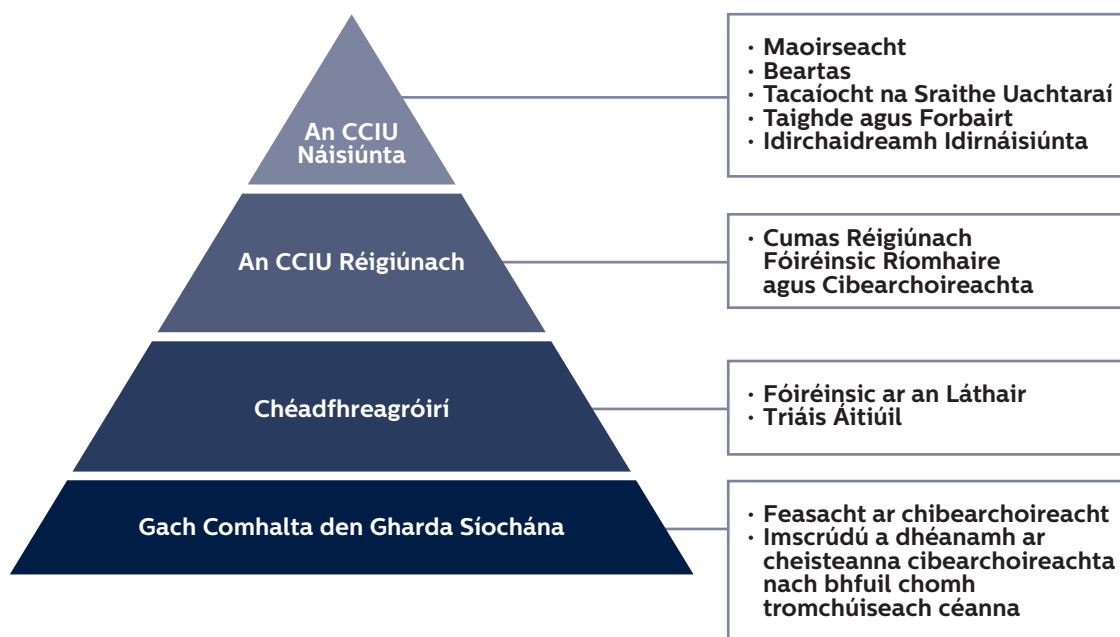 An CCIU
Náisiúnta
· Maoirseacht
· Beartas
· Tacaíocht na Sraithe Uachtaraí
· Taighde agus Forbairt
· Idirchaidreamh Idirnáisiúnta
An CCIU Réigiúnach
· Cumas Réigiúnach
Fóiréinsic Ríomhaire
agus Cibearchoireachta
Chéadfhreagróirí
· Fóiréinsic ar an Láthair
· Triáis Áitiúil
Gach Comhalta den Gharda Síochána
· Feasacht ar chibearchoireacht
· Imscrúdú a dhéanamh ar
cheisteanna cibearchoireachta
nach bhfuil chomh
tromchúiseach céanna